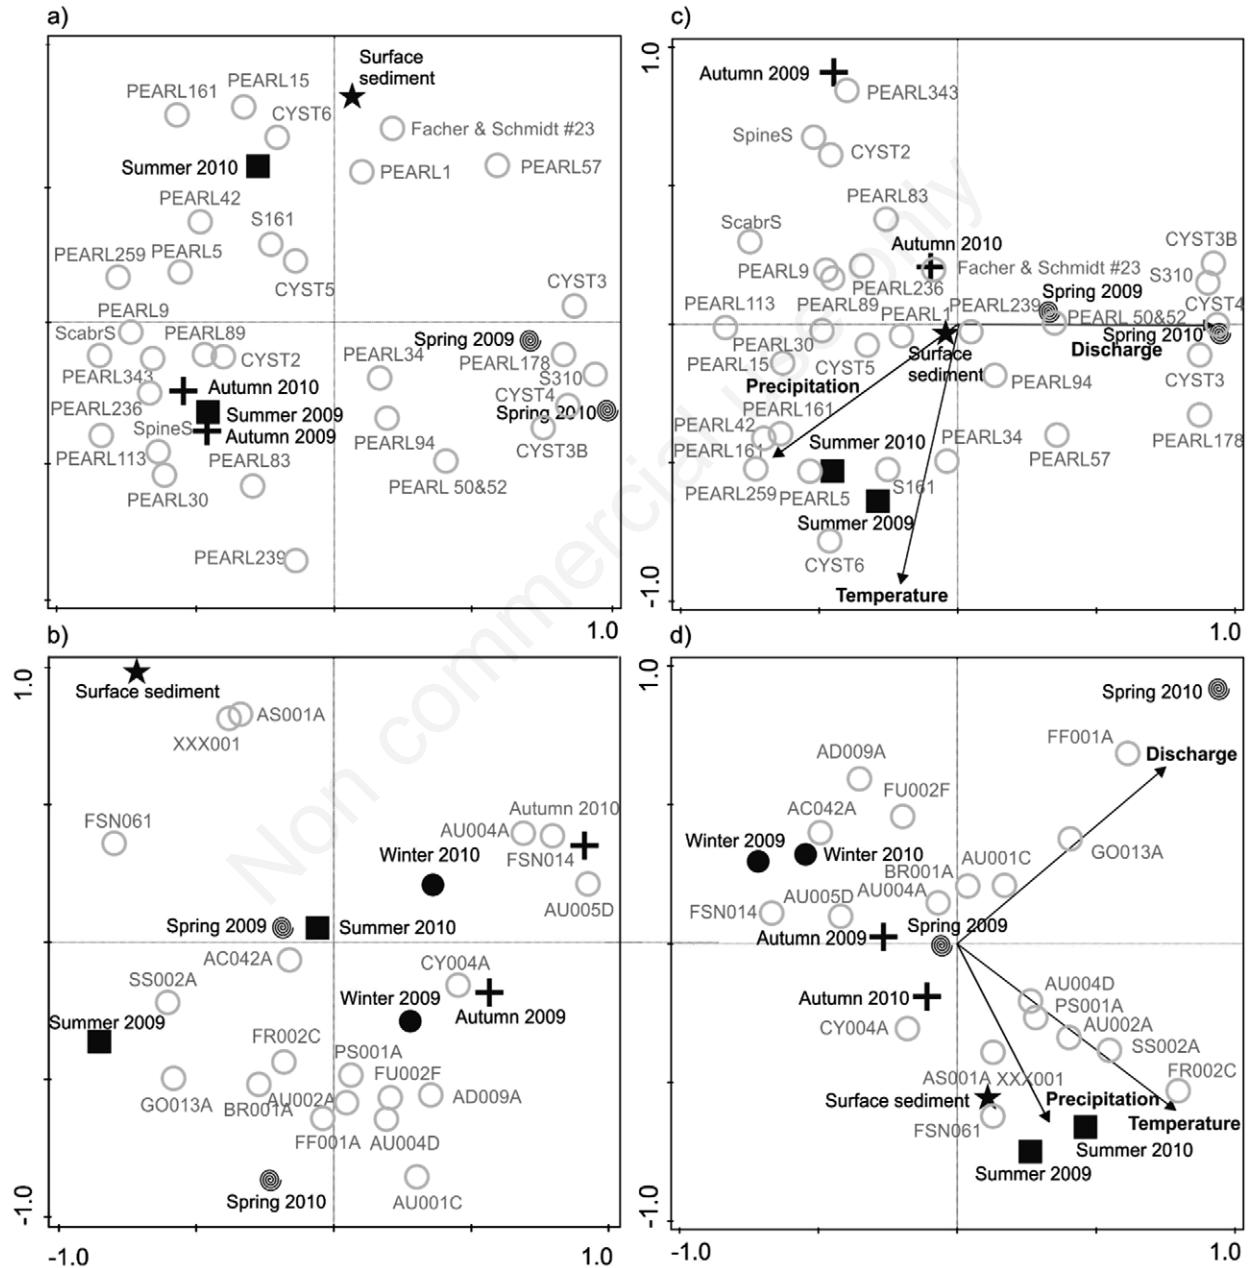 a)
Surface
sediment
PEARL161
PEARL15
CYST6
Facher & Schmidt #23
Summer 2010
PEARL1
PEARL57
PEARL42
S161
PEARL259
PEARL5
CYST5
CYST3
PEARL9
ScabrS
PEARL89
CYST2
PEARL34
Spring 2009
PEARL178
S310
PEARL343
Autumn 2010
CYST4
Spring 2010
PEARL236
Summer 2009
SpineS
Autumn 2009
PEARL94
CYST3B
PEARL113
PEARL83
PEARL30
PEARL 50&52
PEARL239
1.0
c)
1.0
Autumn 2009
PEARL343
SpineS
CYST2
PEARL83
ScabrS
Autumn 2010
CYST3B
PEARL9
Facher & Schmidt #23
S310
PEARL236
Spring 2009
PEARL113
PEARL89
PEARL1
PEARL239
PEARL 50&52
CYST4
PEARL30
Spring 2010
PEARL15
CYST5
Surface
sediment
Discharge
CYST3
Precipitation
PEARL94
PEARL161
PEARL42
Summer 2010
PEARL34
PEARL178
PEARL161
PEARL57
PEARL259
PEARL5
S161
Summer 2009
CYST6
Temperature
-1.0
1.0
b)
1.0
Surface sediment
AS001A
XXX001
FSN061
Autumn 2010
AU004A
Winter 2010
FSN014
AU005D
Spring 2009
Summer 2010
AC042A
CY004A
SS002A
Winter 2009
Autumn 2009
Summer 2009
FR002C
PS001A
FU002F
GO013A
BR001A
AU002A
AD009A
FF001A
AU004D
Spring 2010
AU001C
-1.0
-1.0
1.0
d)
1.0
Spring 2010
FF001A
Discharge
AD009A
FU002F
AC042A
Winter 2009
Winter 2010
AU001C
GO013A
BR001A
AU005D
AU004A
FSN014
Spring 2009
Autumn 2009
Autumn 2010
AU004D
PS001A
CY004A
AU002A
SS002A
AS001A
XXX001
FR002C
Surface sediment
Precipitation
Temperature
FSN061
Summer 2010
Summer 2009
-1.0
-1.0
1.0
Non commercial use only